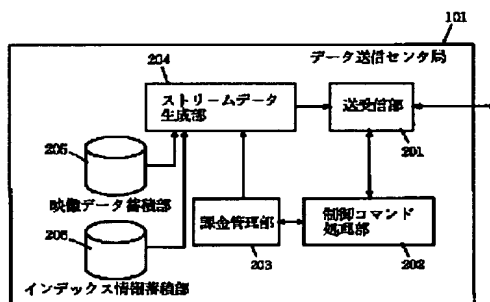 101
データ送信センタ局
204
ストリームデータ
生成部
送受信部
201
205
映像データ蓄積部
206
課金管理部
203
制御コマンド
処理部
202
インデックス情報蓄積部